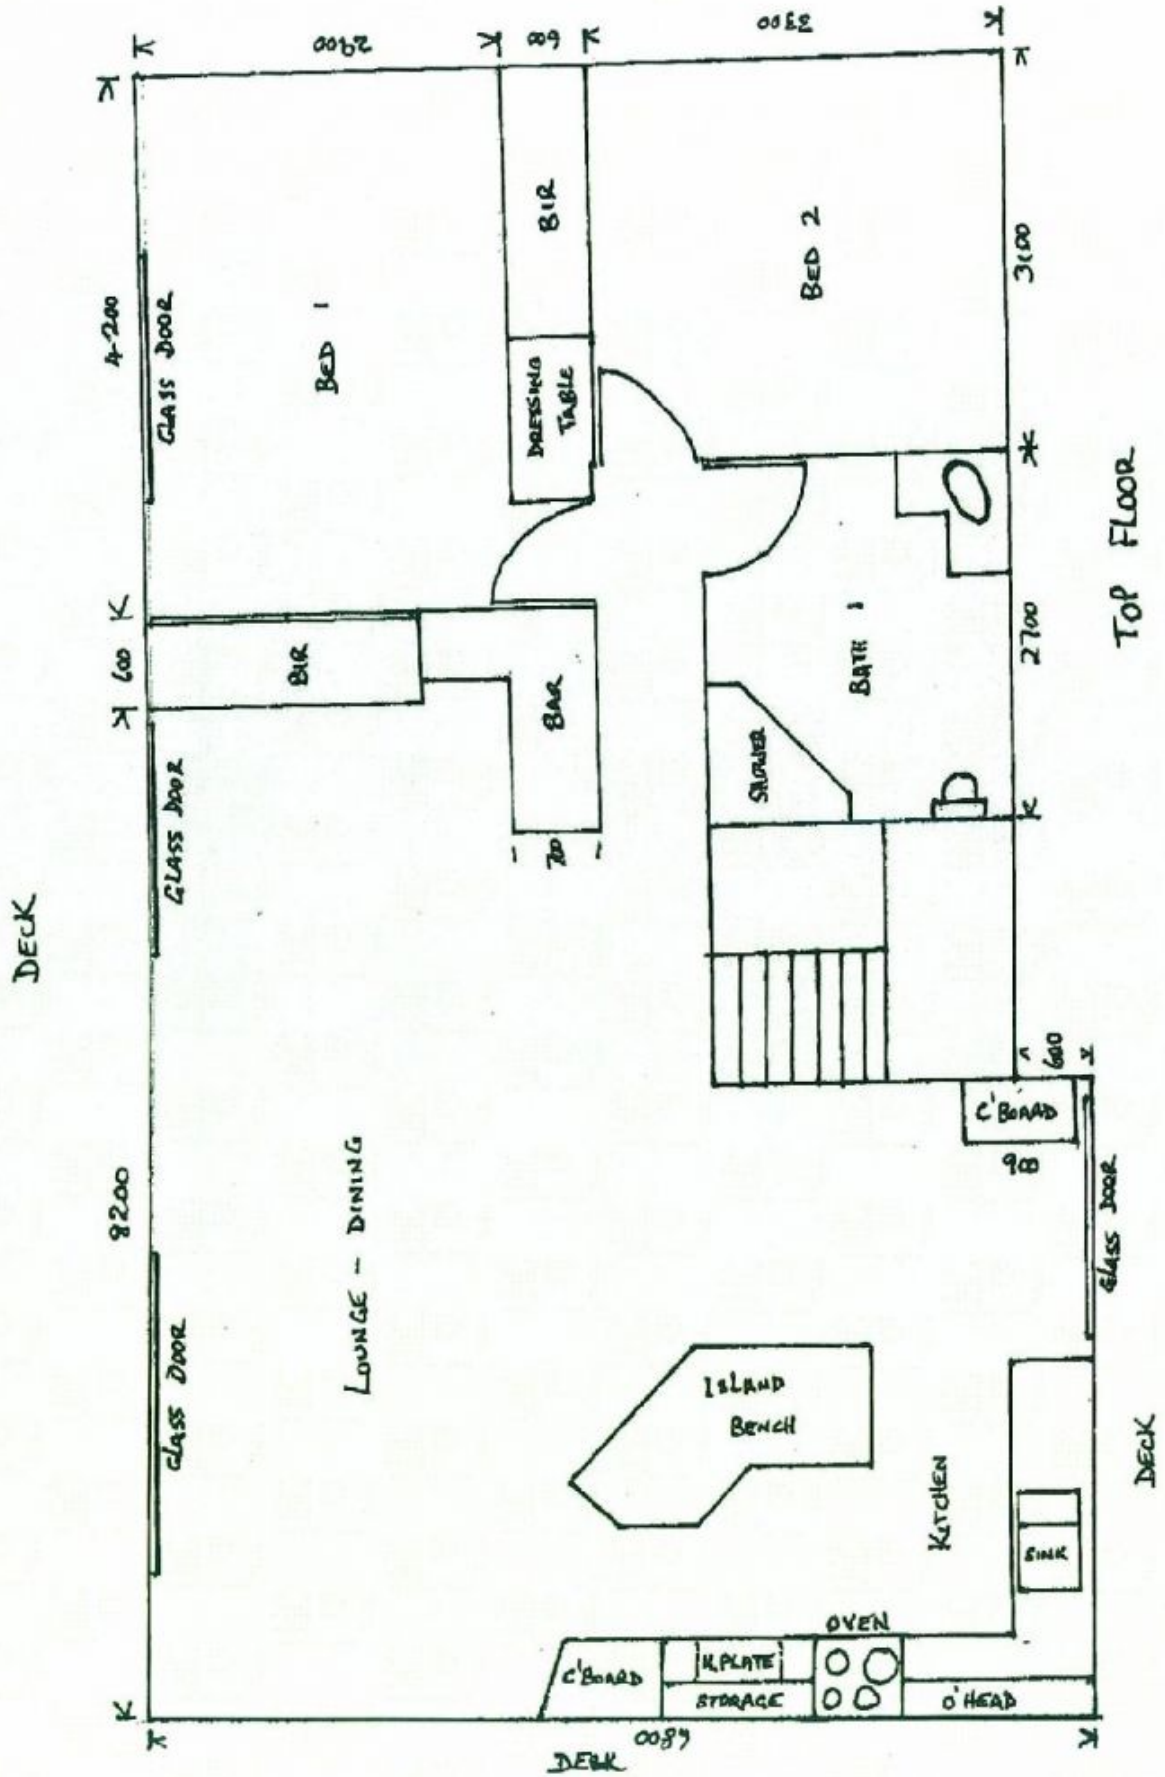 DECK
8200
600
4200
GLASS DOOR
GLASS DOOR
GLASS DOOR
2900
LOUNGE - DINING
BIR
BED 1
BAR
700
DRESSING
TABLE
BIR
C'BOARD
H.PLATE
STORAGE
OVEN
O'HEAD
6800
DECK
ISLAND
BENCH
SHOWER
BATH 1
BED 2
3300
KITCHEN
SINK
C'BOARD
900
600
2700
3100
GLASS DOOR
DECK
TOP FLOOR